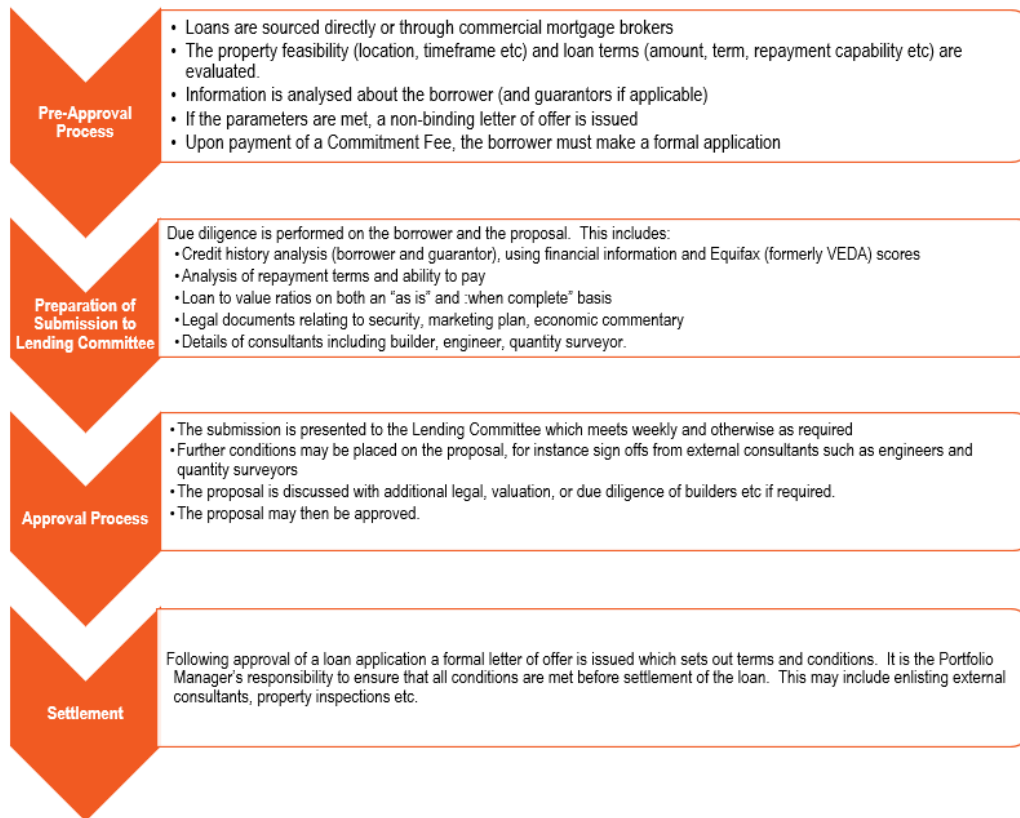 Pre-Approval
Process
• Loans are sourced directly or through commercial mortgage brokers
• The property feasibility (location, timeframe etc) and loan terms (amount, term, repayment capability etc) are
evaluated.
• Information is analysed about the borrower (and guarantors if applicable)
• If the parameters are met, a non-binding letter of offer is issued
• Upon payment of a Commitment Fee, the borrower must make a formal application
Preparation of
Submission to
Lending Committee
Due diligence is performed on the borrower and the proposal.  This includes:
• Credit history analysis (borrower and guarantor), using financial information and Equifax (formerly VEDA) scores
• Analysis of repayment terms and ability to pay
• Loan to value ratios on both an “as is” and :when complete” basis
• Legal documents relating to security, marketing plan, economic commentary
• Details of consultants including builder, engineer, quantity surveyor.
Approval Process
• The submission is presented to the Lending Committee which meets weekly and otherwise as required
• Further conditions may be placed on the proposal, for instance sign offs from external consultants such as engineers and
quantity surveyors
• The proposal is discussed with additional legal, valuation, or due diligence of builders etc if required.
• The proposal may then be approved.
Settlement
Following approval of a loan application a formal letter of offer is issued which sets out terms and conditions.  It is the Portfolio
Manager’s responsibility to ensure that all conditions are met before settlement of the loan.  This may include enlisting external
consultants, property inspections etc.